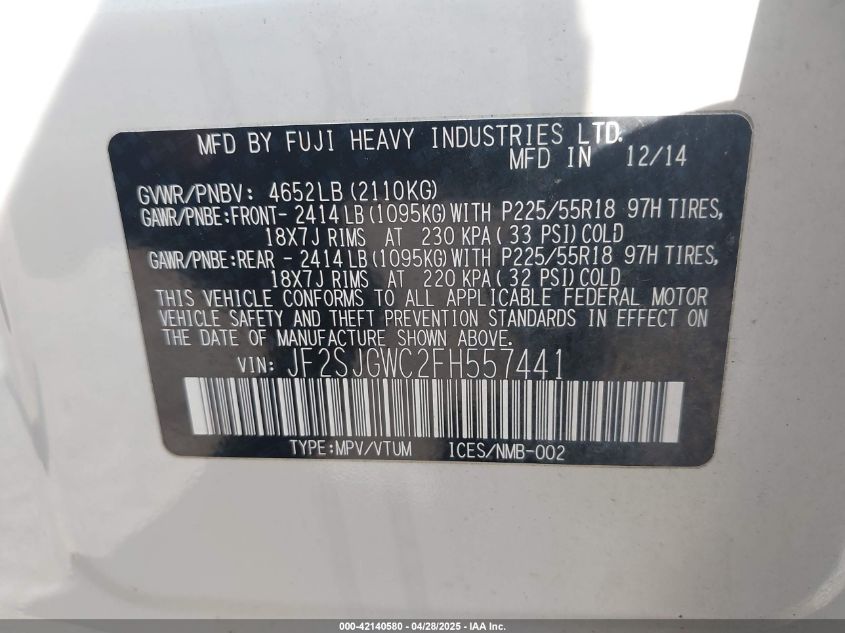 MFD BY FUJI HEAVY INDUSTRIES LTD.
MFD IN 12/14
GVWR/PNBV: 4652LB (2110KG)
GAWR/PNBE:FRONT- 2414 LB (1095KG) WITH P225/55R18 97H TIRES,
18X7J RIMS AT 230 KPA ( 33 PSI) COLD
GAWR/PNBE:REAR - 2414 LB (1095KG) WITH P225/55R18 97H TIRES,
18X7J RIMS AT 220 KPA ( 32 PSI) COLD
THIS VEHICLE CONFORMS TO ALL APPLICABLE FEDERAL MOTOR
VEHICLE SAFETY AND THEFT PREVENTION STANDARDS IN EFFECT ON
THE DATE OF MANUFACTURE SHOWN ABOVE.
VIN: JF2SJGWC2FH557441
TYPE:MPV/VTUM ICES/NMB-002
000-42140580 - 04/28/2025 - IAA Inc.